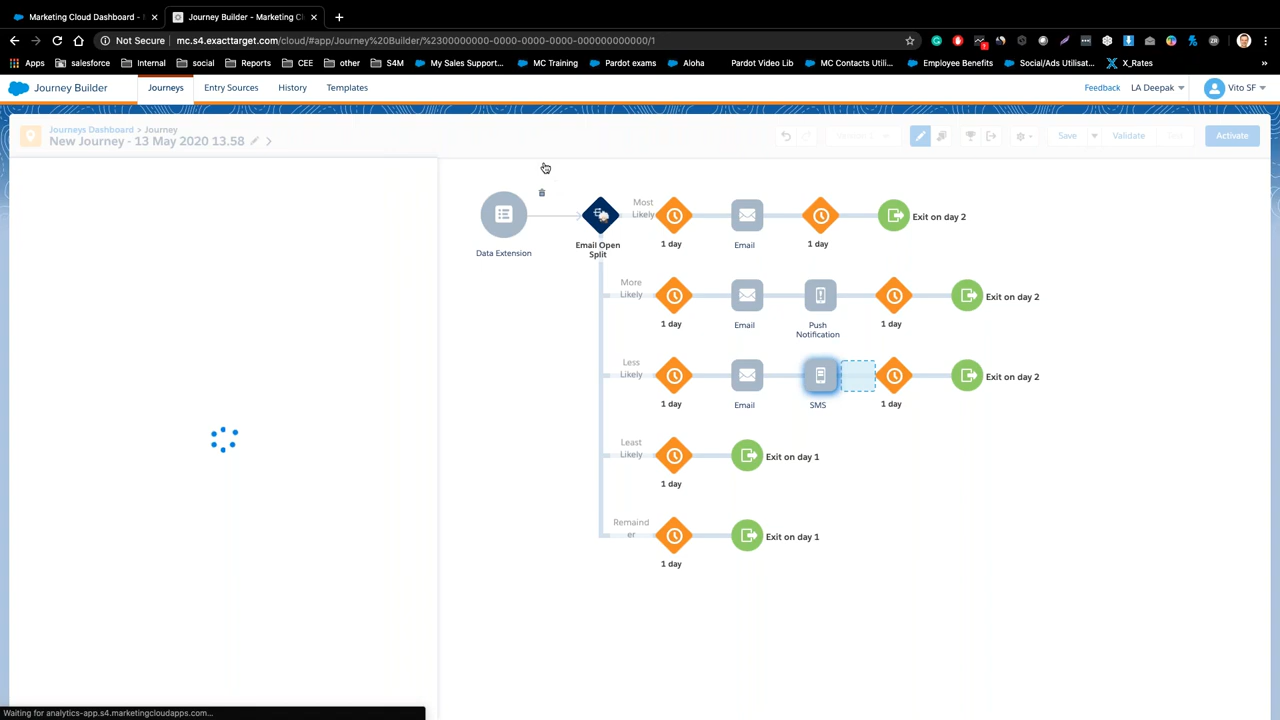 Marketing Cloud Dashboard -
Journey Builder - Marketing Cl
Not Secure
mc.s4.exacttarget.com/cloud/#app/Journey%20Builder/%2300000000-0000-0000-0000-000000000000/1
Apps
salesforce
Internal
social
Reports
CEE
other
S4M
My Sales Support...
MC Training
Pardot exams
Aloha
Pardot Video Lib
MC Contacts Utili...
Employee Benefits
Social/Ads Utilisat...
X_Rates
»
Journey Builder
Journeys
Entry Sources
History
Templates
Feedback
LA Deepak
Vito SF
Journeys Dashboard > Journey
New Journey - 13 May 2020 13.58
Save
Validate
Activate
Data Extension
Email Open
Split
Most
Likely
1 day
Email
1 day
Exit on day 2
More
Likely
1 day
Email
Push
Notification
1 day
Exit on day 2
Less
Likely
1 day
Email
SMS
1 day
Exit on day 2
Least
Likely
1 day
Exit on day 1
Remaind
er
1 day
Exit on day 1
Waiting for analytics-app.s4.marketingcloudapps.com...